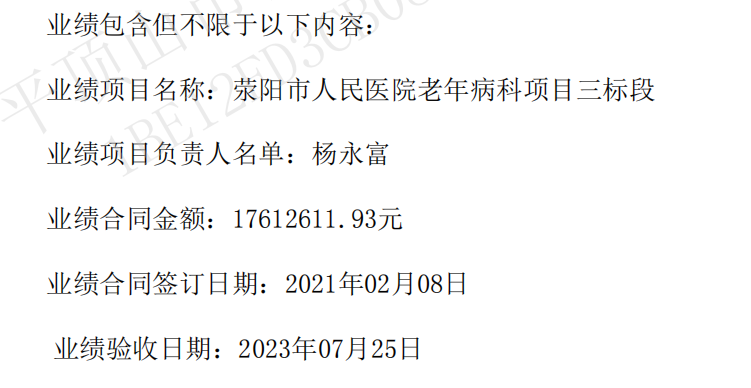 业绩包含但不限于以下内容：
业绩项目名称：荥阳市人民医院老年病科项目三标段
业绩项目负责人名单：杨永富
业绩合同金额：17612611.93元
业绩合同签订日期：2021年02月08日
业绩验收日期：2023年07月25日
平顶山市